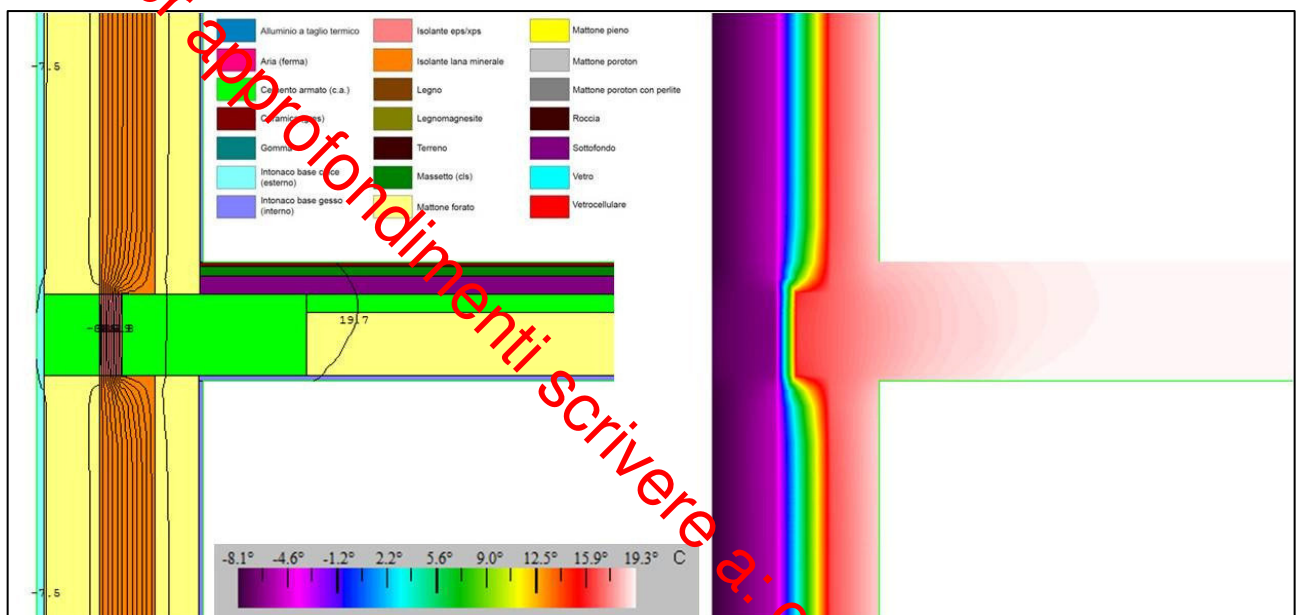 -7.5
Alluminio a taglio termico
Aria (ferma)
Cemento armato (c.a.)
Gomma
Intonaco base calce
(esterno)
Intonaco base gesso
(interno)
Isolante eps/xps
Isolante lana minerale
Legno
Legnomagnesite
Terreno
Massetto (cls)
Mattone forato
Mattone pieno
Mattone poroton
Mattone poroton con perlite
Roccia
Sottofondo
Vetro
Vetrocellulare
19.7
-8.1° -4.6° -1.2° 2.2° 5.6° 9.0° 12.5° 15.9° 19.3° C
-7.5
approfondimenti scrivere a: